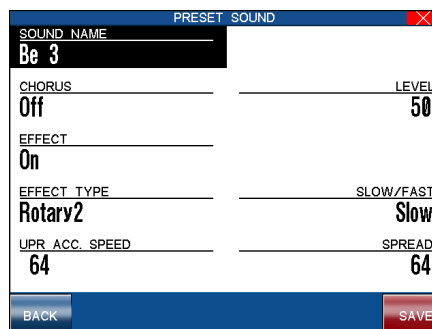 PRESET SOUND
SOUND NAME
Be 3
CHORUS
Off
LEVEL
50
EFFECT
On
EFFECT TYPE
Rotary2
SLOW/FAST
Slow
UPR ACC. SPEED
64
SPREAD
64
BACK
SAVE